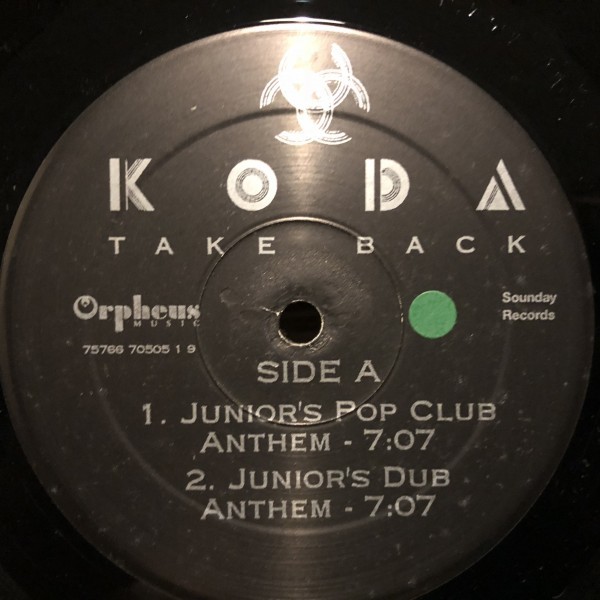 KODA
TAKE BACK
Orpheus
MUSIC
75766 70505 1 9
Sounday
Records
SIDE A
1. JUNIOR'S POP CLUB
ANTHEM - 7:07
2. JUNIOR'S DUB
ANTHEM - 7:07